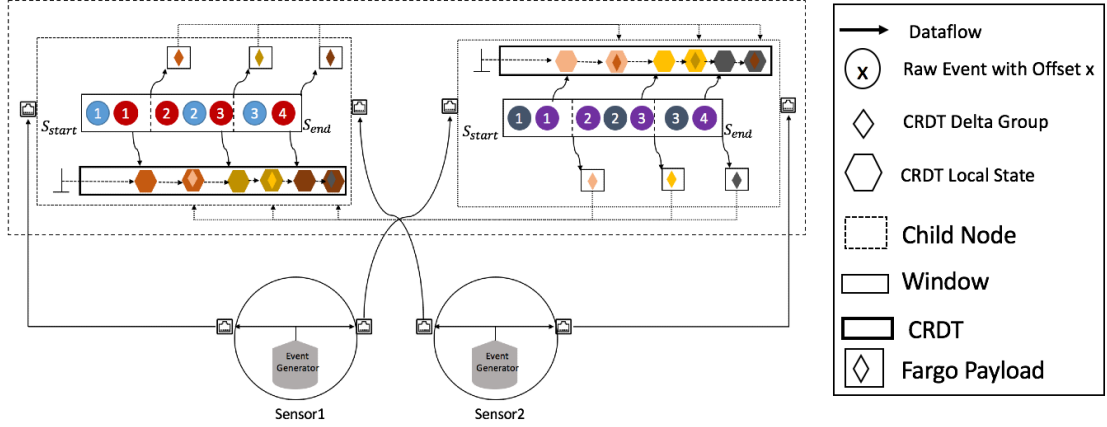 S_start
1 1 2 2 3 3 4
S_end
S_start
1 1 2 2 3 3 4
S_end
Event
Generator
Sensor1
Event
Generator
Sensor2
Dataflow
x
Raw Event with Offset x
CRDT Delta Group
CRDT Local State
Child Node
Window
CRDT
Fargo Payload